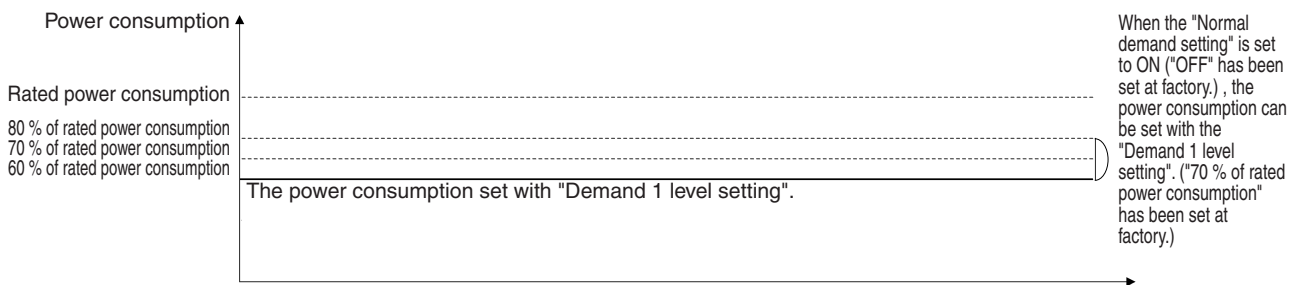 Power consumption
Rated power consumption
80 % of rated power consumption
70 % of rated power consumption
60 % of rated power consumption
The power consumption set with "Demand 1 level setting".
When the "Normal
demand setting" is set
to ON ("OFF" has been
set at factory.) , the
power consumption can
be set with the
"Demand 1 level
setting". ("70 % of rated
power consumption"
has been set at
factory.)